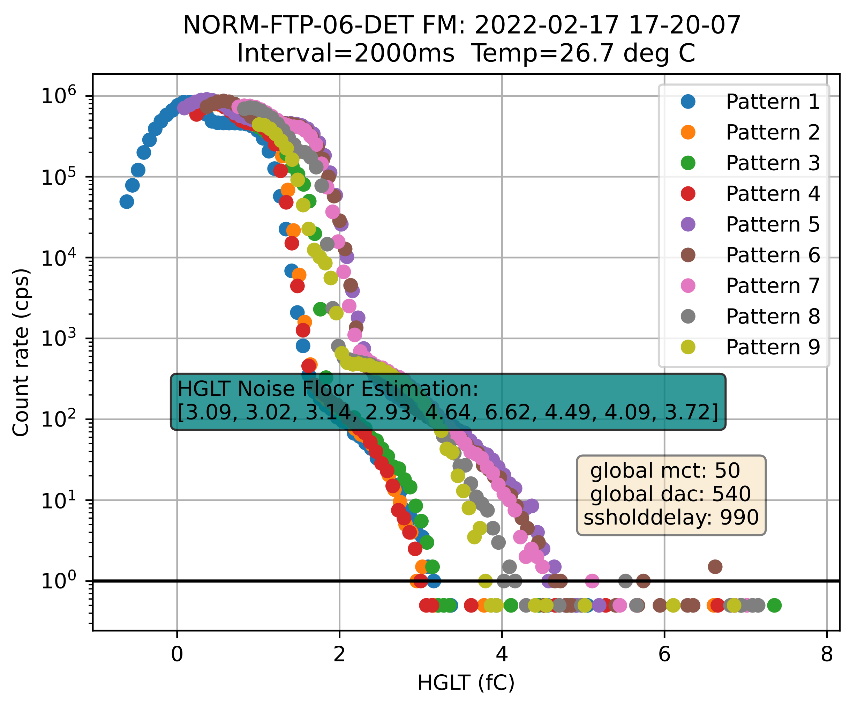 NORM-FTP-06-DET FM: 2022-02-17 17-20-07
Interval=2000ms  Temp=26.7 deg C
10^6
10^5
10^4
10^3
10^2
10^1
10^0
Count rate (cps)
Pattern 1
Pattern 2
Pattern 3
Pattern 4
Pattern 5
Pattern 6
Pattern 7
Pattern 8
Pattern 9
HGLT Noise Floor Estimation:
[3.09, 3.02, 3.14, 2.93, 4.64, 6.62, 4.49, 4.09, 3.72]
global mct: 50
global dac: 540
ssholddelay: 990
0 2 4 6 8
HGLT (fC)